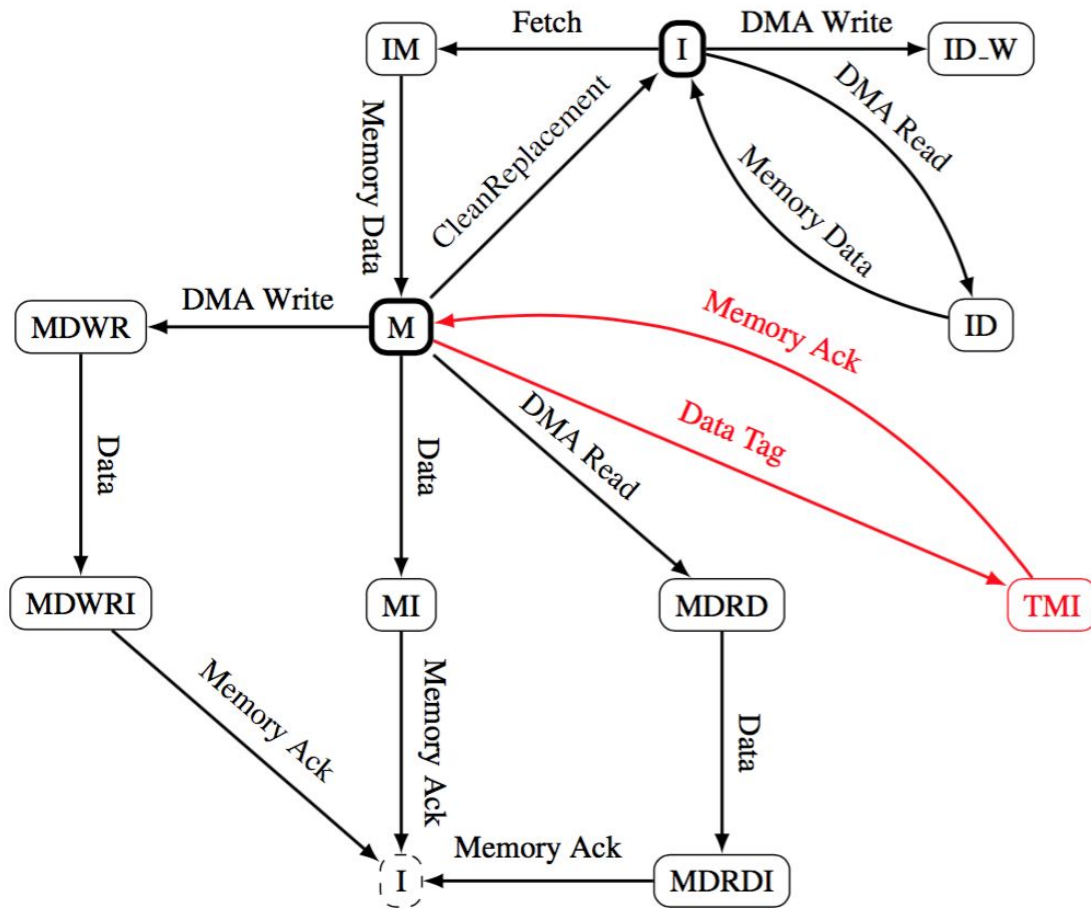 IM
Fetch
I
DMA Write
ID_W
Memory Data
CleanReplacement
DMA Read
Memory Data
MDWR
DMA Write
M
ID
Memory Ack
Data Tag
DMA Read
Data
Data
MDWRI
MI
MDRD
TMI
Memory Ack
Memory Ack
Data
I
Memory Ack
MDRDI